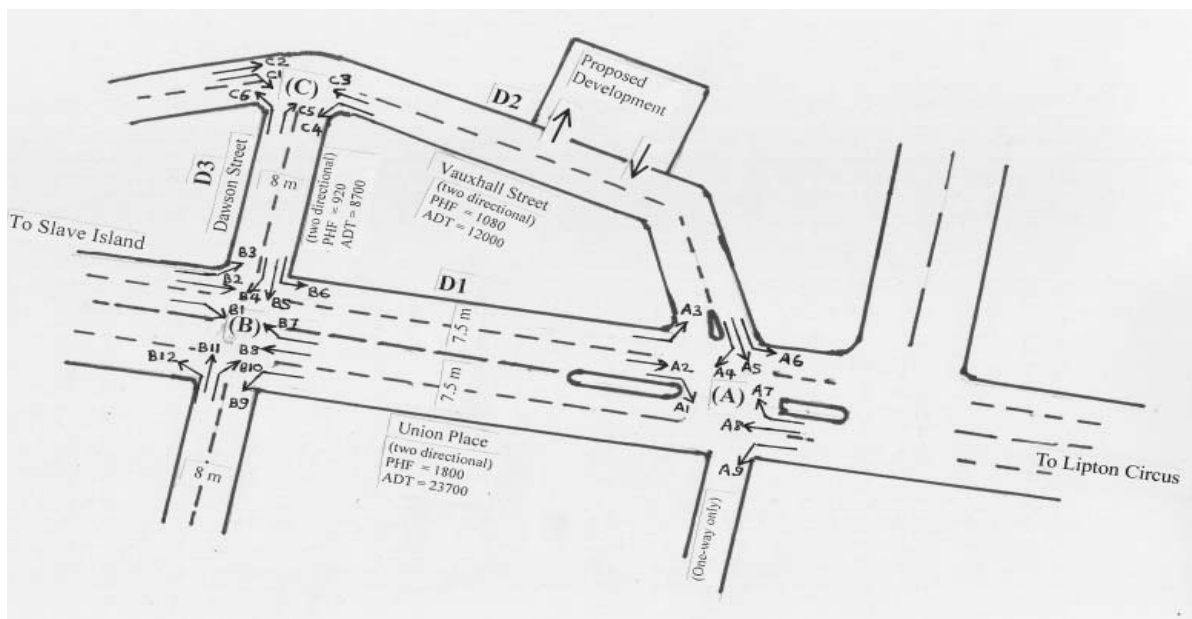 C2
C1
C6
(C)
C3
C5
C4
D2
Proposed
Development
D3
Dawson Street
8 m
(two directional)
PHF = 920
ADT = 8700
Vauxhall Street
(two directional)
PHF = 1080
ADT = 12000
To Slave Island
B3
B2
B4
B5
B6
B1
(B)
B7
B8
B11
B12
B10
B9
D1
7.5 m
7.5 m
A3
A2
A1
A4
A5
A6
(A)
A7
A8
A9
Union Place
(two directional)
PHF = 1800
ADT = 23700
8 m
(One-way only)
To Lipton Circus